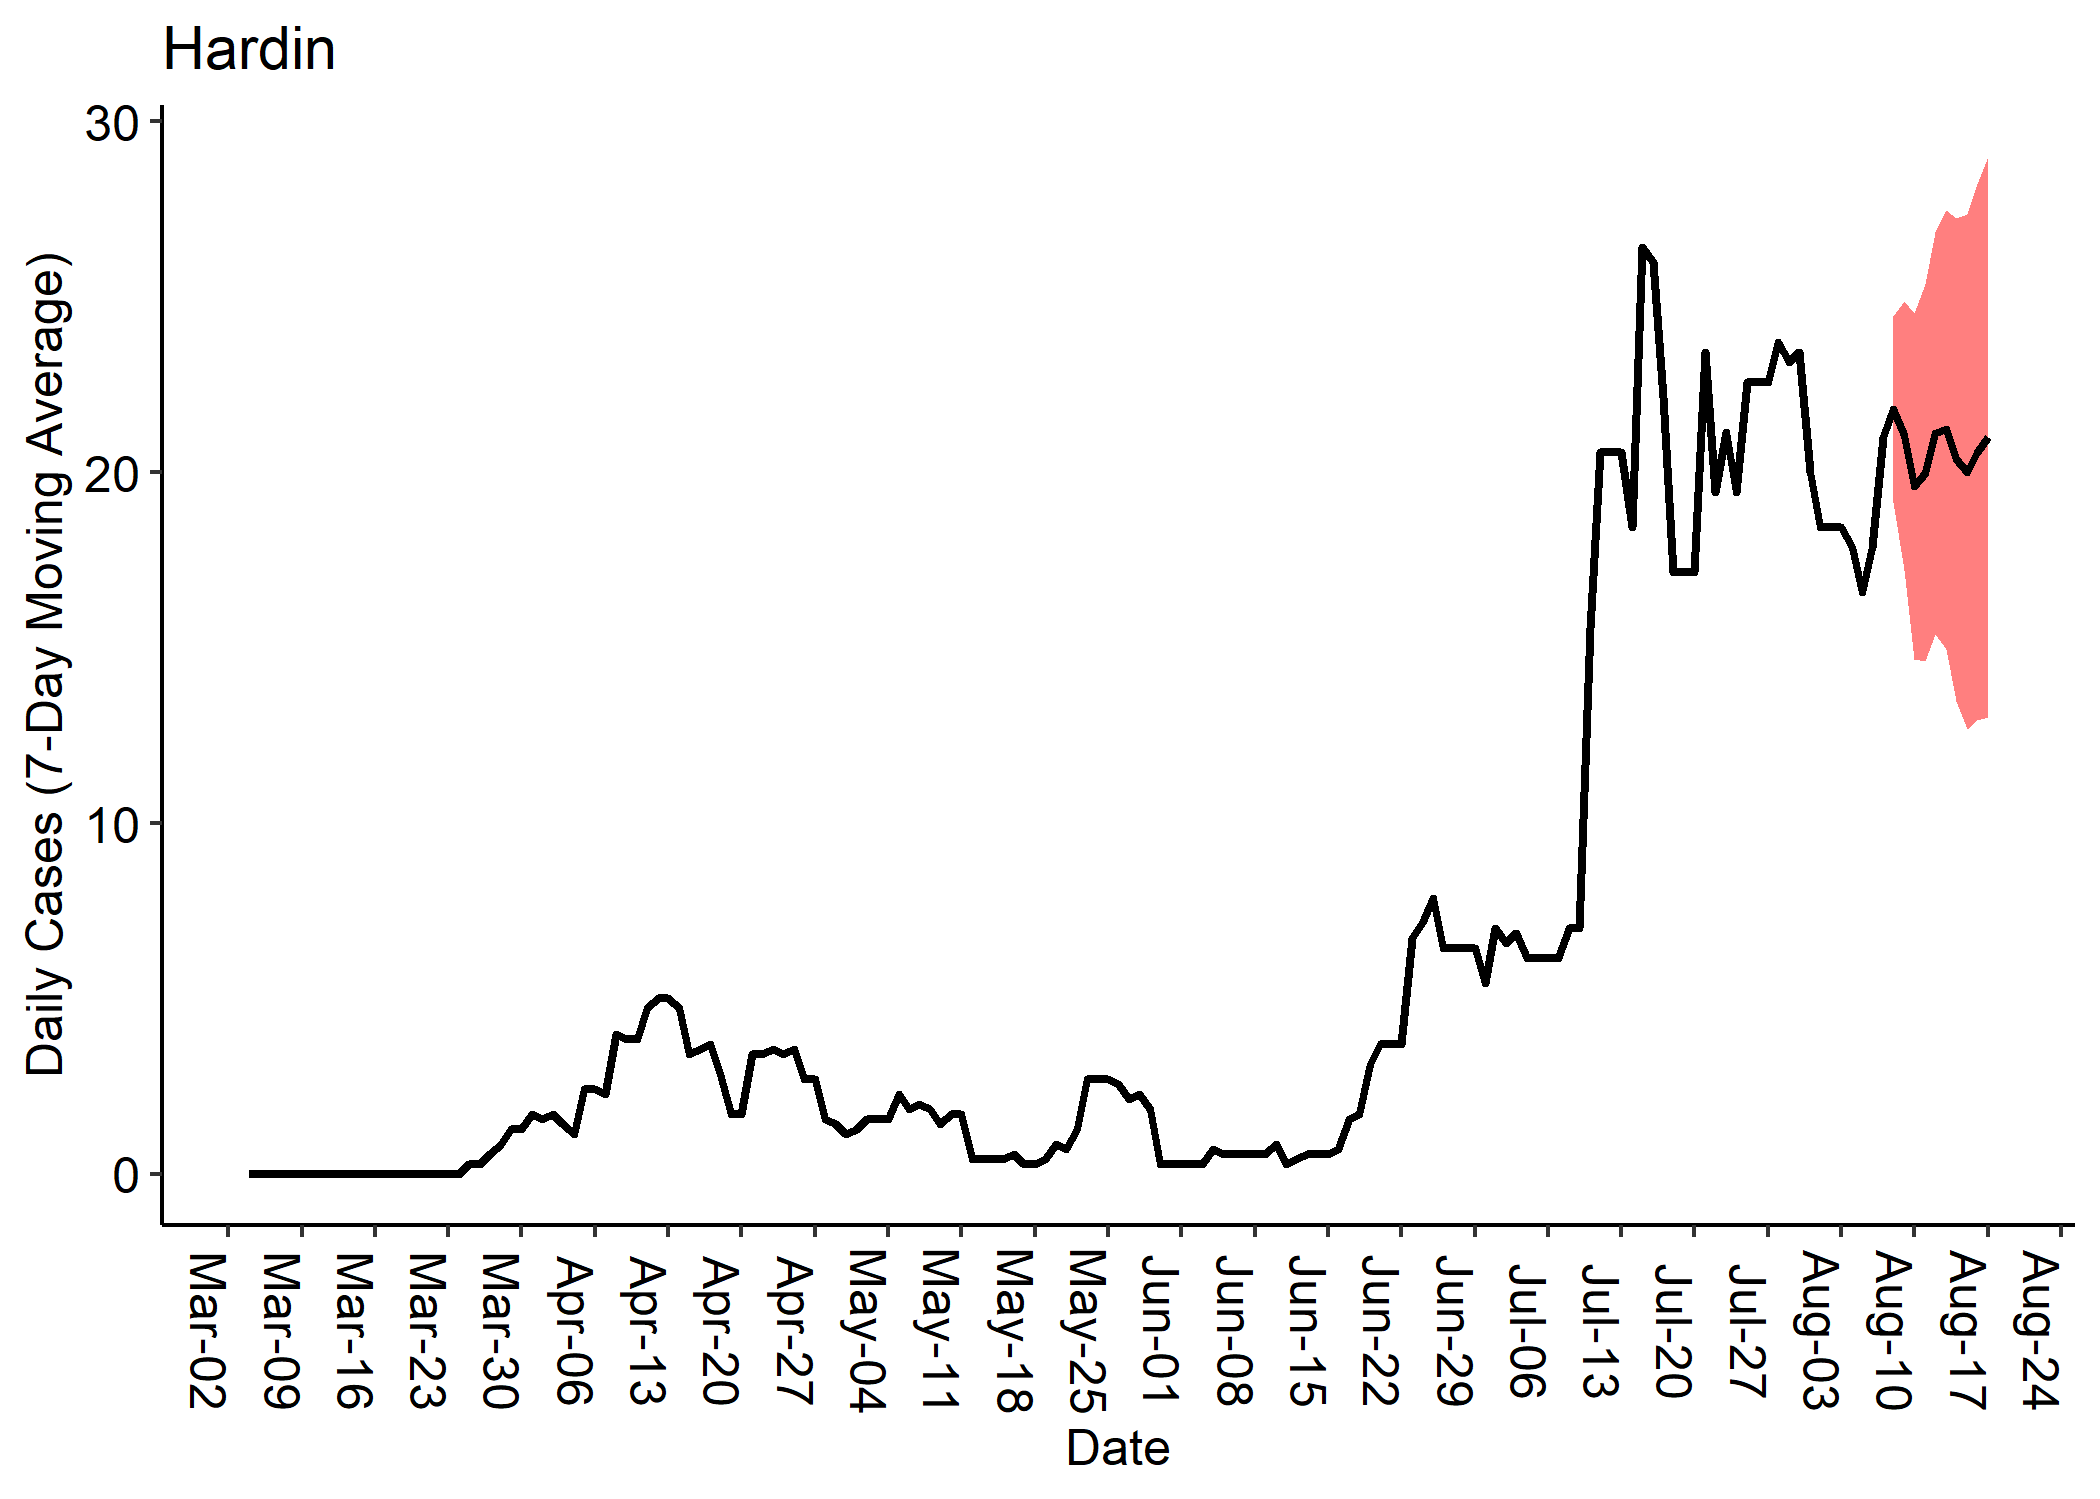 Hardin
Daily Cases (7-Day Moving Average)
30
20
10
0
Mar-02
Mar-09
Mar-16
Mar-23
Mar-30
Apr-06
Apr-13
Apr-20
Apr-27
May-04
May-11
May-18
May-25
Jun-01
Jun-08
Jun-15
Jun-22
Jun-29
Jul-06
Jul-13
Jul-20
Jul-27
Aug-03
Aug-10
Aug-17
Aug-24
Date